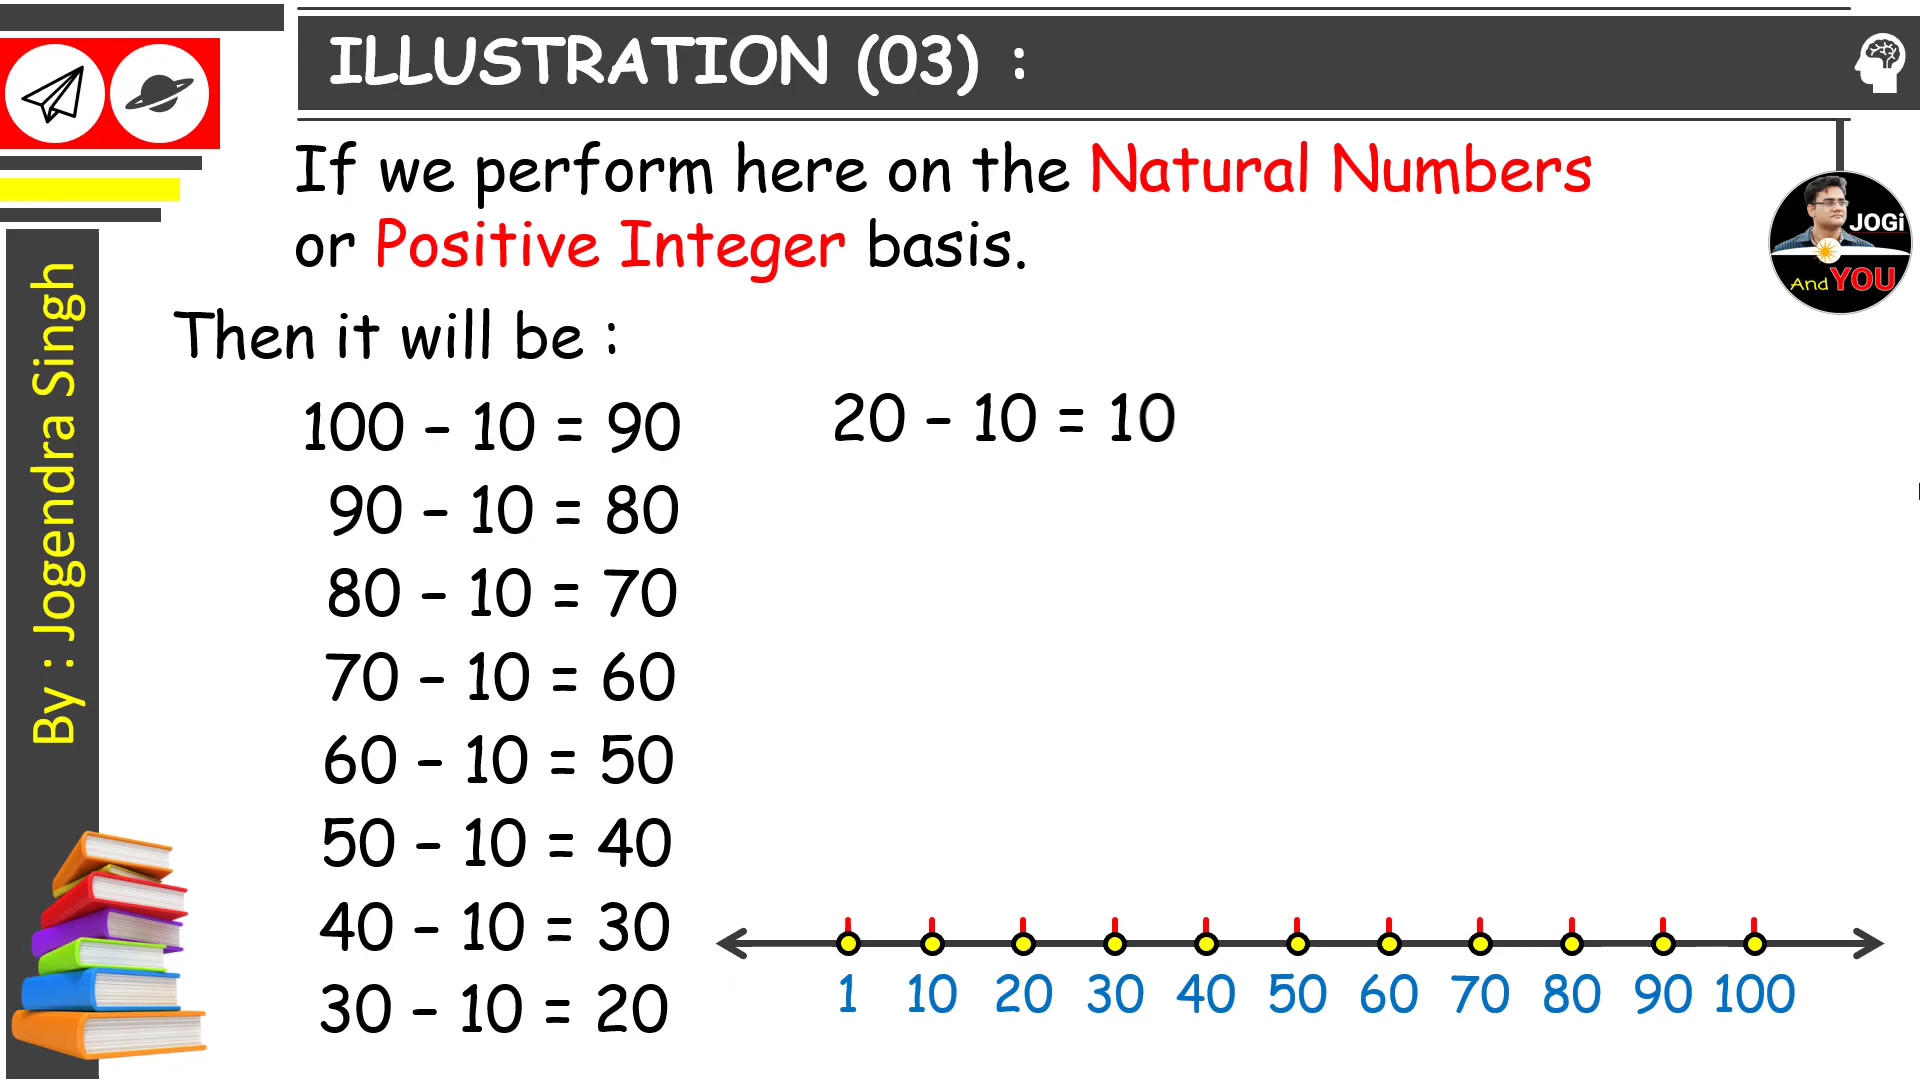 ILLUSTRATION (03) :
If we perform here on the Natural Numbers
or Positive Integer basis.
Then it will be :
100 – 10 = 90
90 – 10 = 80
80 – 10 = 70
70 – 10 = 60
60 – 10 = 50
50 – 10 = 40
40 – 10 = 30
30 – 10 = 20
20 – 10 = 10
1 10 20 30 40 50 60 70 80 90 100
By : Jogendra Singh
JOGi
And YOU